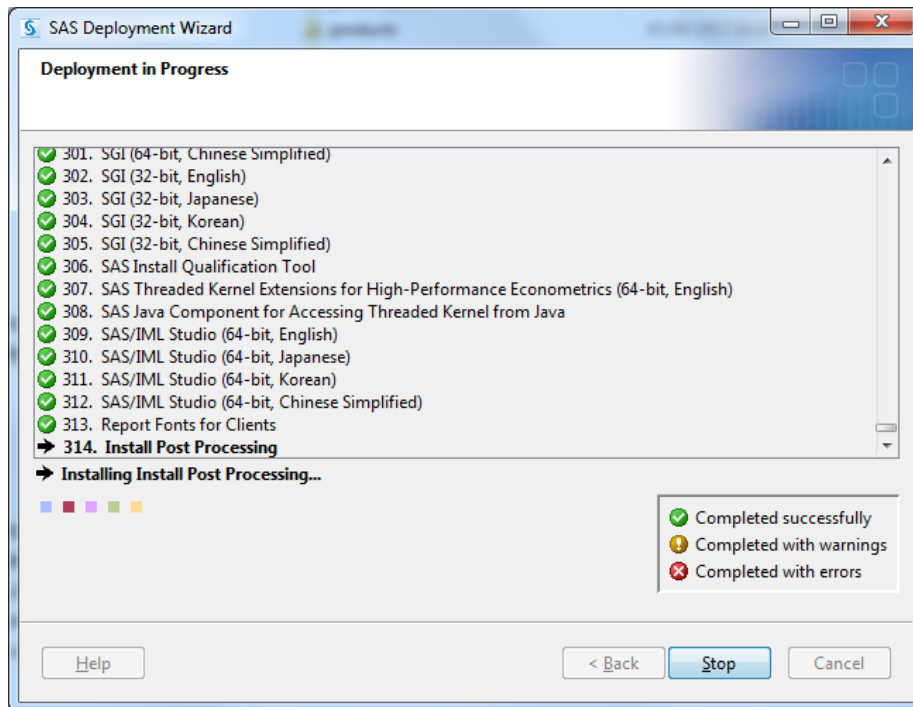 SAS Deployment Wizard
products
Deployment in Progress
301. SGI (64-bit, Chinese Simplified)
302. SGI (32-bit, English)
303. SGI (32-bit, Japanese)
304. SGI (32-bit, Korean)
305. SGI (32-bit, Chinese Simplified)
306. SAS Install Qualification Tool
307. SAS Threaded Kernel Extensions for High-Performance Econometrics (64-bit, English)
308. SAS Java Component for Accessing Threaded Kernel from Java
309. SAS/IML Studio (64-bit, English)
310. SAS/IML Studio (64-bit, Japanese)
311. SAS/IML Studio (64-bit, Korean)
312. SAS/IML Studio (64-bit, Chinese Simplified)
313. Report Fonts for Clients
314. Install Post Processing
Installing Install Post Processing...
Completed successfully
Completed with warnings
Completed with errors
Help
< Back
Stop
Cancel